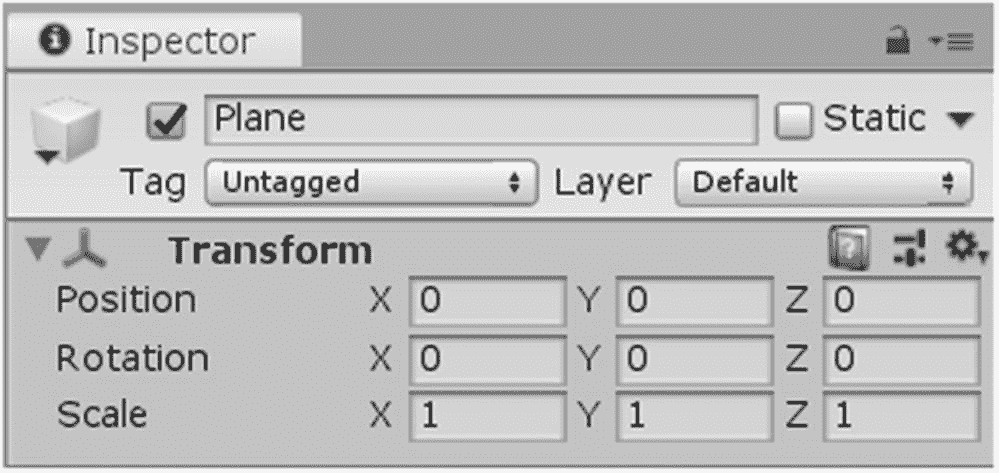 Inspector
Plane Static
Tag Untagged Layer Default
Transform
Position X 0 Y 0 Z 0
Rotation X 0 Y 0 Z 0
Scale X 1 Y 1 Z 1